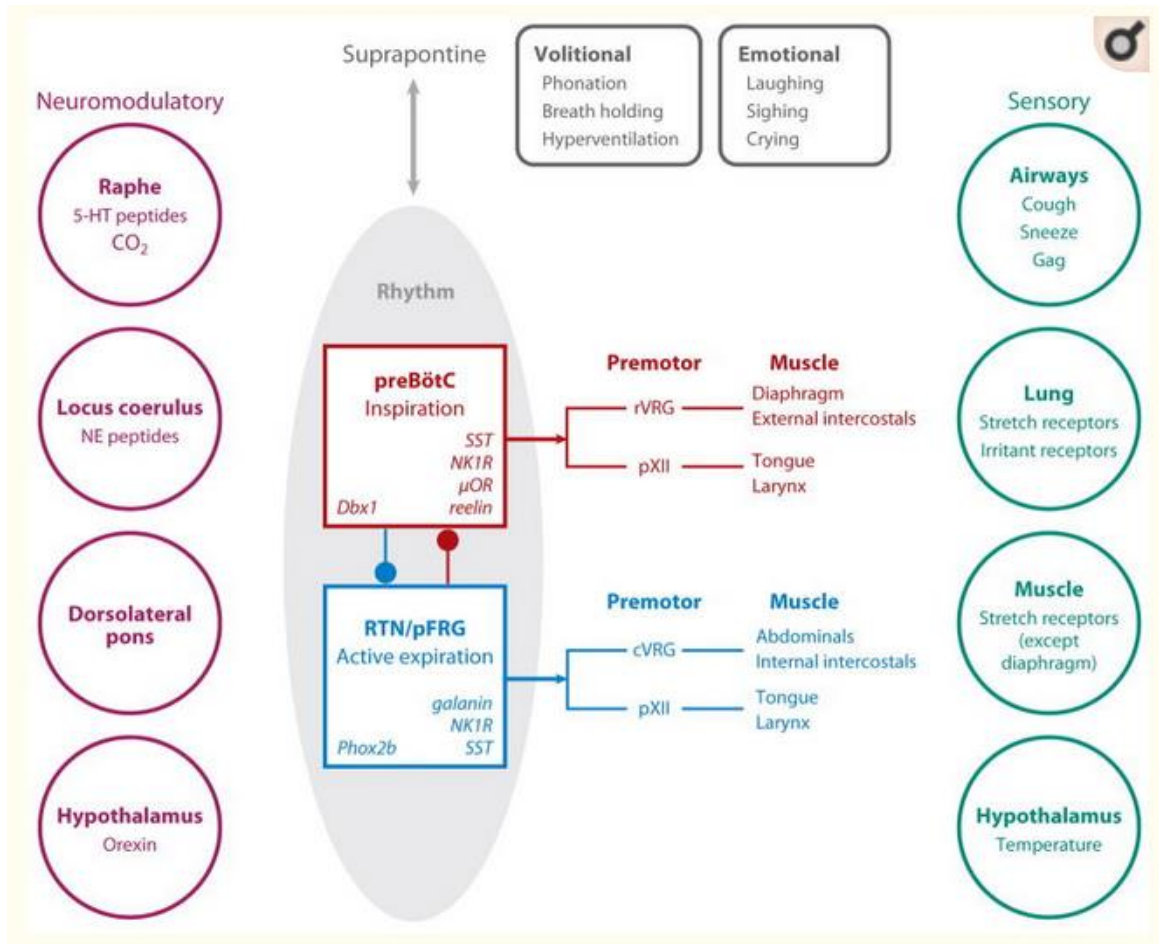 Suprapontine
Volitional
Phonation
Breath holding
Hyperventilation
Emotional
Laughing
Sighing
Crying
Neuromodulatory
Raphe
5-HT peptides
CO₂
Locus coerulus
NE peptides
Dorsolateral
pons
Hypothalamus
Orexin
Rhythm
preBötC
Inspiration
SST
NK1R
µOR
Dbx1 reelin
RTN/pFRG
Active expiration
galanin
NK1R
Phox2b SST
Premotor Muscle
rVRG Diaphragm
External intercostals
pXII Tongue
Larynx
Premotor Muscle
cVRG Abdominals
Internal intercostals
pXII Tongue
Larynx
Sensory
Airways
Cough
Sneeze
Gag
Lung
Stretch receptors
Irritant receptors
Muscle
Stretch receptors
(except
diaphragm)
Hypothalamus
Temperature